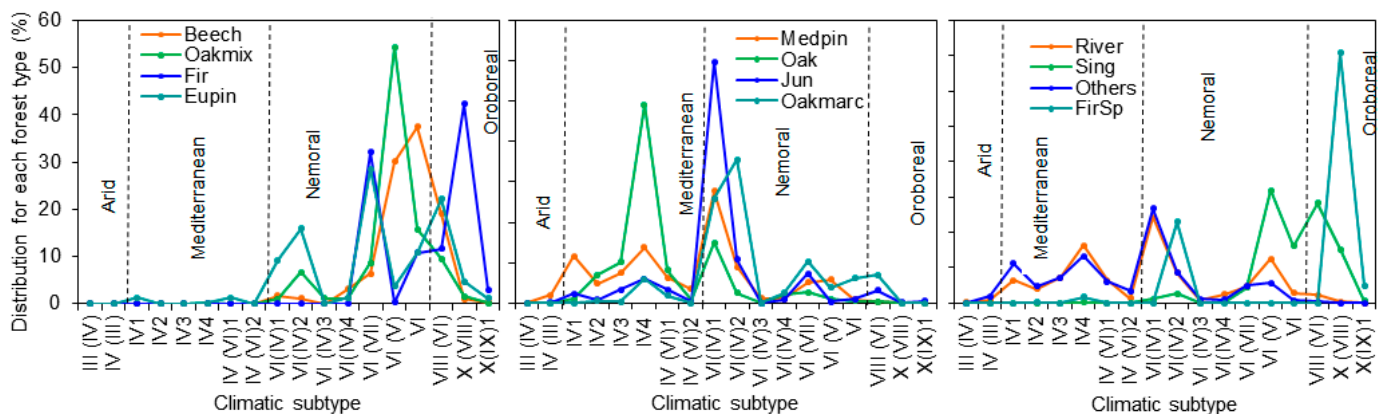 Distribution for each forest type (%)
60
50
40
30
20
10
0
Beech
Oakmix
Fir
Eupin
Arid
Mediterranean
Nemoral
Oroboreal
III (IV)
IV (III)
IV1
IV2
IV3
IV4
IV (VI)1
IV (VI)2
VI(IV)1
VI(IV)2
VI (IV)3
VI(IV)4
VI (VII)
VI (V)
VI
VIII (VI)
X (VIII)
X(IX)1
Climatic subtype
Medpin
Oak
Jun
Oakmarc
Arid
Mediterranean
Nemoral
Oroboreal
III (IV)
IV (III)
IV1
IV2
IV3
IV4
IV (VI)1
IV (VI)2
VI(IV)1
VI(IV)2
VI (IV)3
VI(IV)4
VI (VII)
VI (V)
VI
VIII (VI)
X (VIII)
X(IX)1
Climatic subtype
River
Sing
Others
FirSp
Arid
Mediterranean
Nemoral
Oroboreal
III (IV)
IV (III)
IV1
IV2
IV3
IV4
IV (VI)1
IV (VI)2
VI(IV)1
VI(IV)2
VI (IV)3
VI(IV)4
VI (VII)
VI (V)
VI
VIII (VI)
X (VIII)
X(IX)1
Climatic subtype